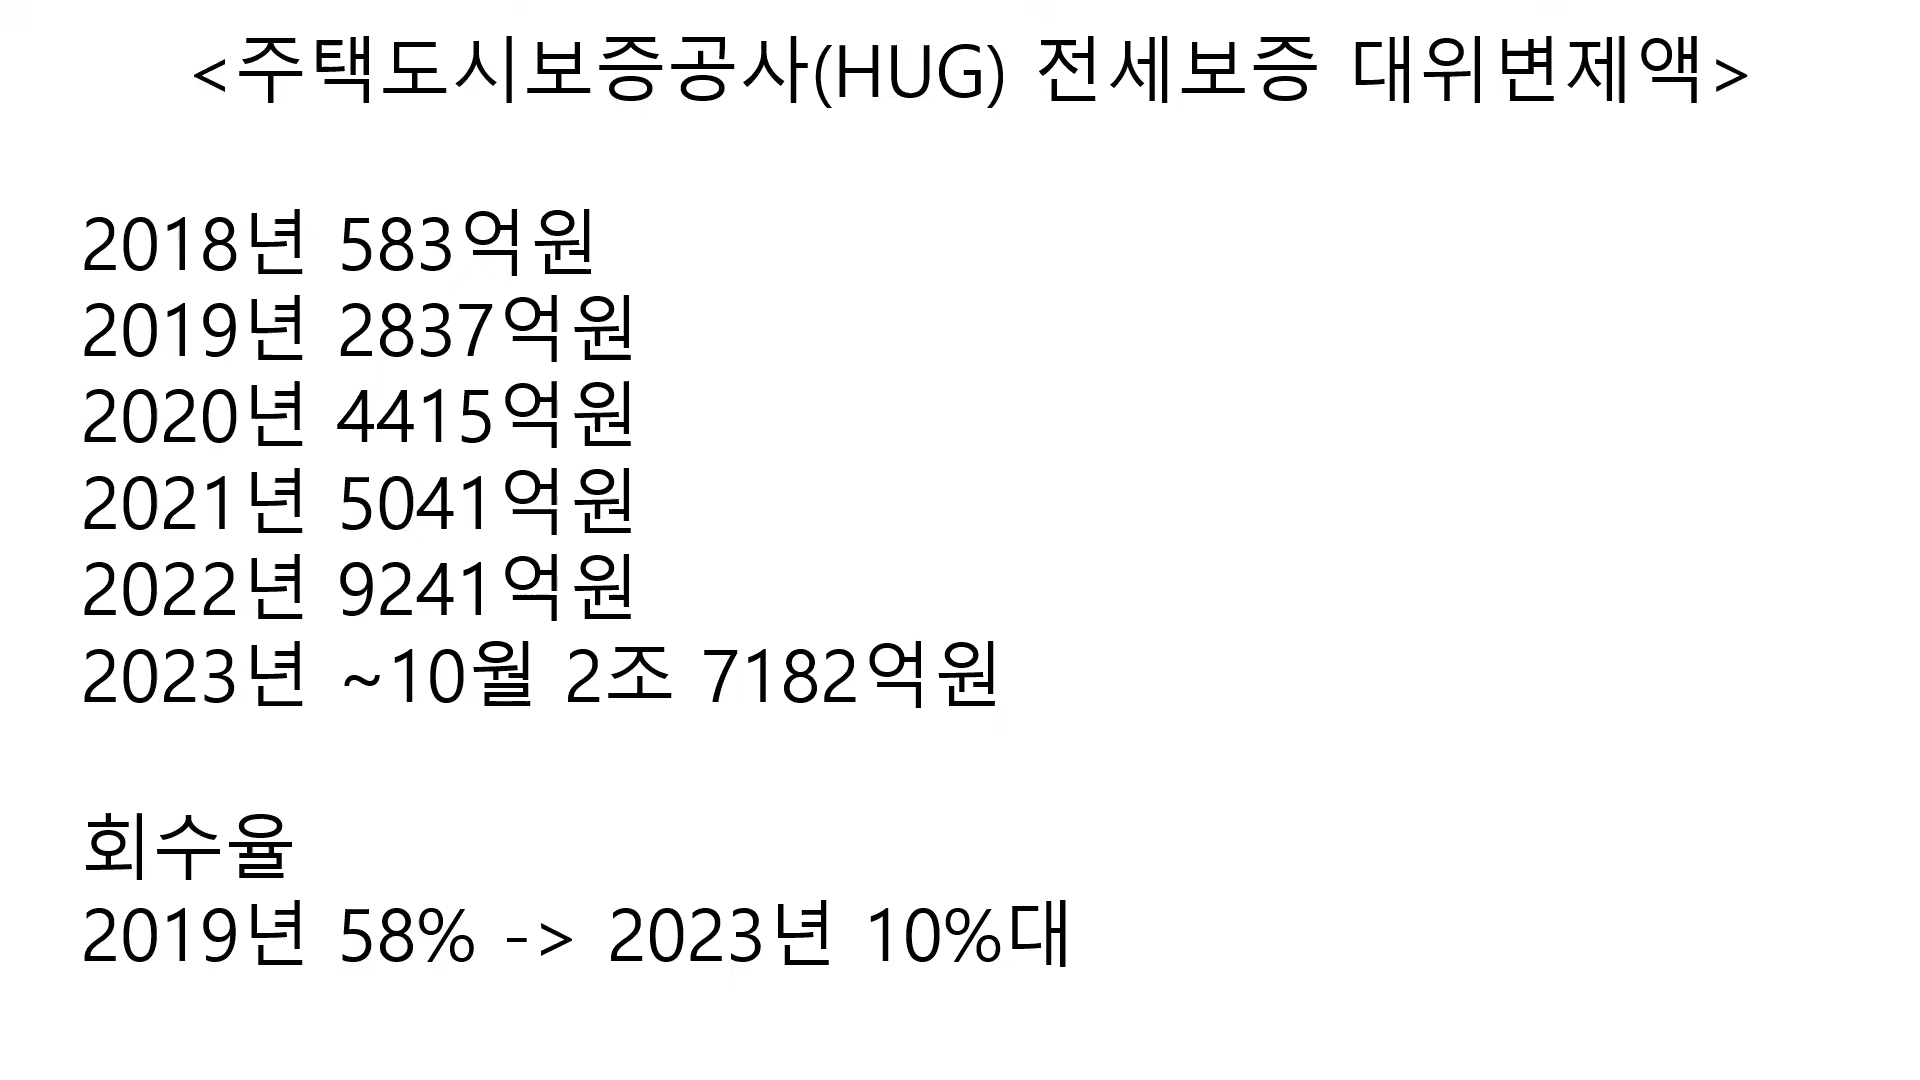 <주택도시보증공사(HUG) 전세보증 대위변제액>
2018년 583억원
2019년 2837억원
2020년 4415억원
2021년 5041억원
2022년 9241억원
2023년 ~10월 2조 7182억원
회수율
2019년 58% -> 2023년 10%대